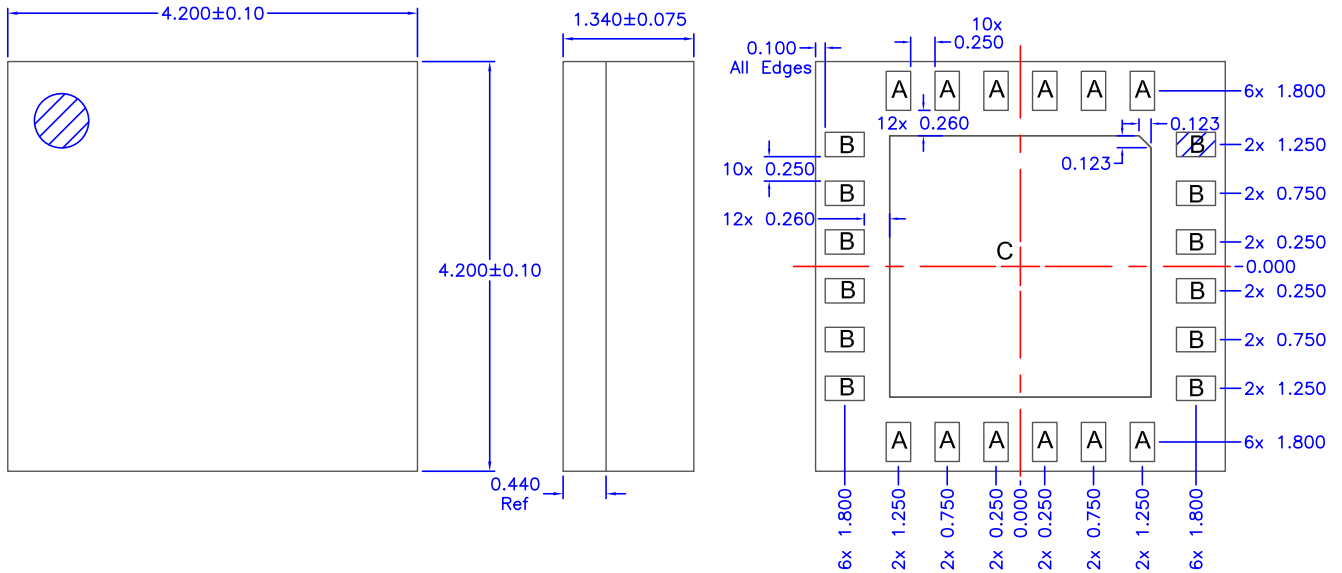 4.200±0.10
4.200±0.10
1.340±0.075
0.440
Ref
10x
0.250
0.100
All Edges
A A A A A A
6x 1.800
12x 0.260
0.123
0.123
B B
2x 1.250
10x 0.250
B B
2x 0.750
12x 0.260
B B
2x 0.250
C
0.000
B B
2x 0.250
B B
2x 0.750
B B
2x 1.250
A A A A A A
6x 1.800
6x 1.800
2x 1.250
2x 0.750
2x 0.250
0.000
2x 0.250
2x 0.750
2x 1.250
6x 1.800